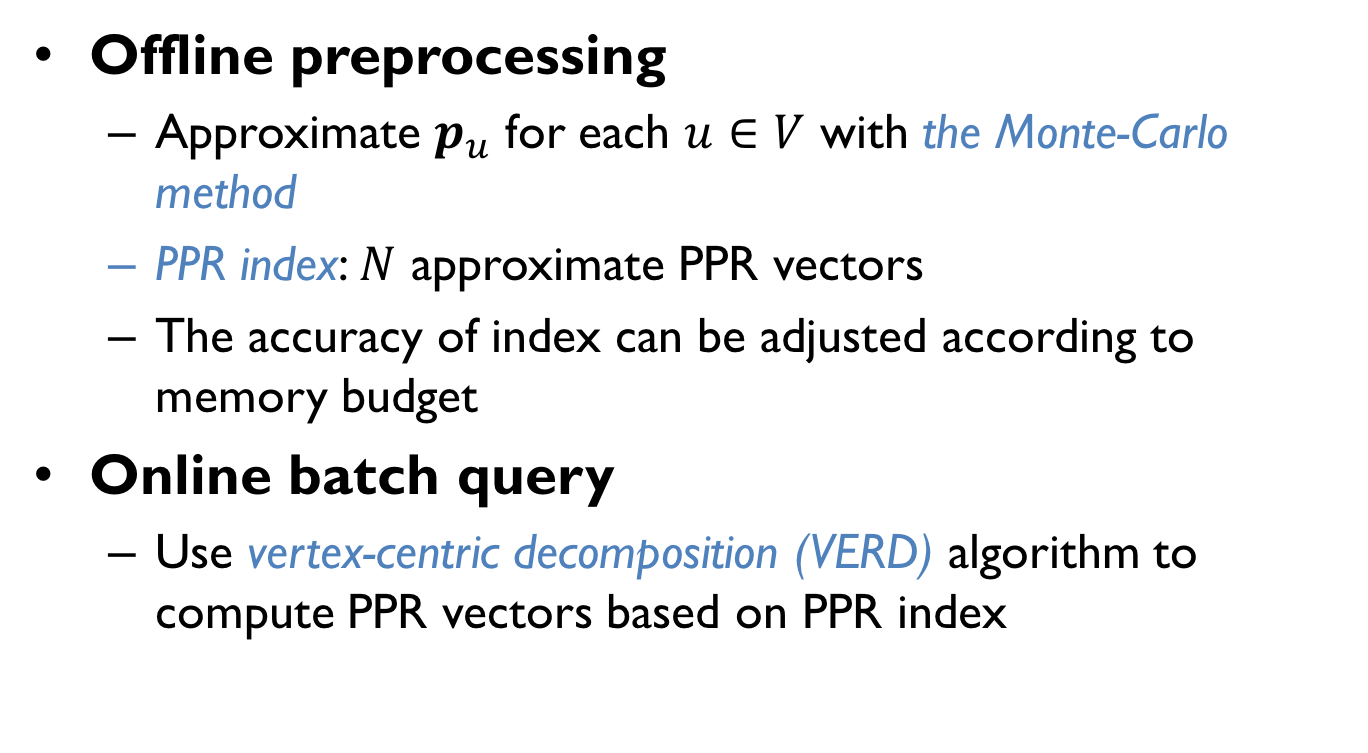 • Offline preprocessing
– Approximate 𝒑𝑢 for each 𝑢 ∈ 𝑉 with the Monte-Carlo
method
– PPR index: 𝑁 approximate PPR vectors
– The accuracy of index can be adjusted according to
memory budget
• Online batch query
– Use vertex-centric decomposition (VERD) algorithm to
compute PPR vectors based on PPR index